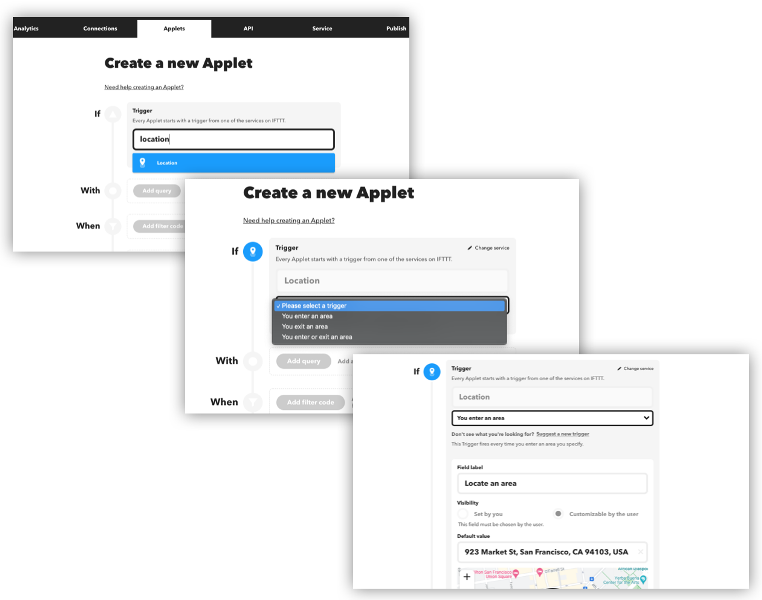 Analytics Connections Applets API Service Publish
Create a new Applet
Need help creating an Applet?
If
Trigger
Every Applet starts with a trigger from one of the services on IFTTT.
location
Location
With
Add query
When
Add filter code
Create a new Applet
Need help creating an Applet?
If
Trigger
Change service
Every Applet starts with a trigger from one of the services on IFTTT.
Location
✓ Please select a trigger
You enter an area
You exit an area
You enter or exit an area
With
Add query
Add a
When
Add filter code
If
Trigger
Change service
Every Applet starts with a trigger from one of the services on IFTTT.
Location
You enter an area
Don't see what you're looking for? Suggest a new trigger
This Trigger fires every time you enter an area you specify.
Field label
Locate an area
Visibility
Set by you
Customizable by the user
This field must be chosen by the user.
Default value
923 Market St, San Francisco, CA 94103, USA
+
San Francisco
Union Square